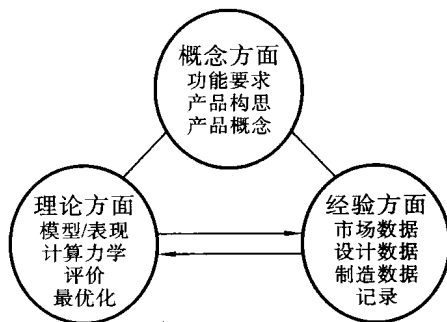 概念方面
功能要求
产品构思
产品概念
理论方面
模型/表现
计算力学
评价
最优化
经验方面
市场数据
设计数据
制造数据
记录